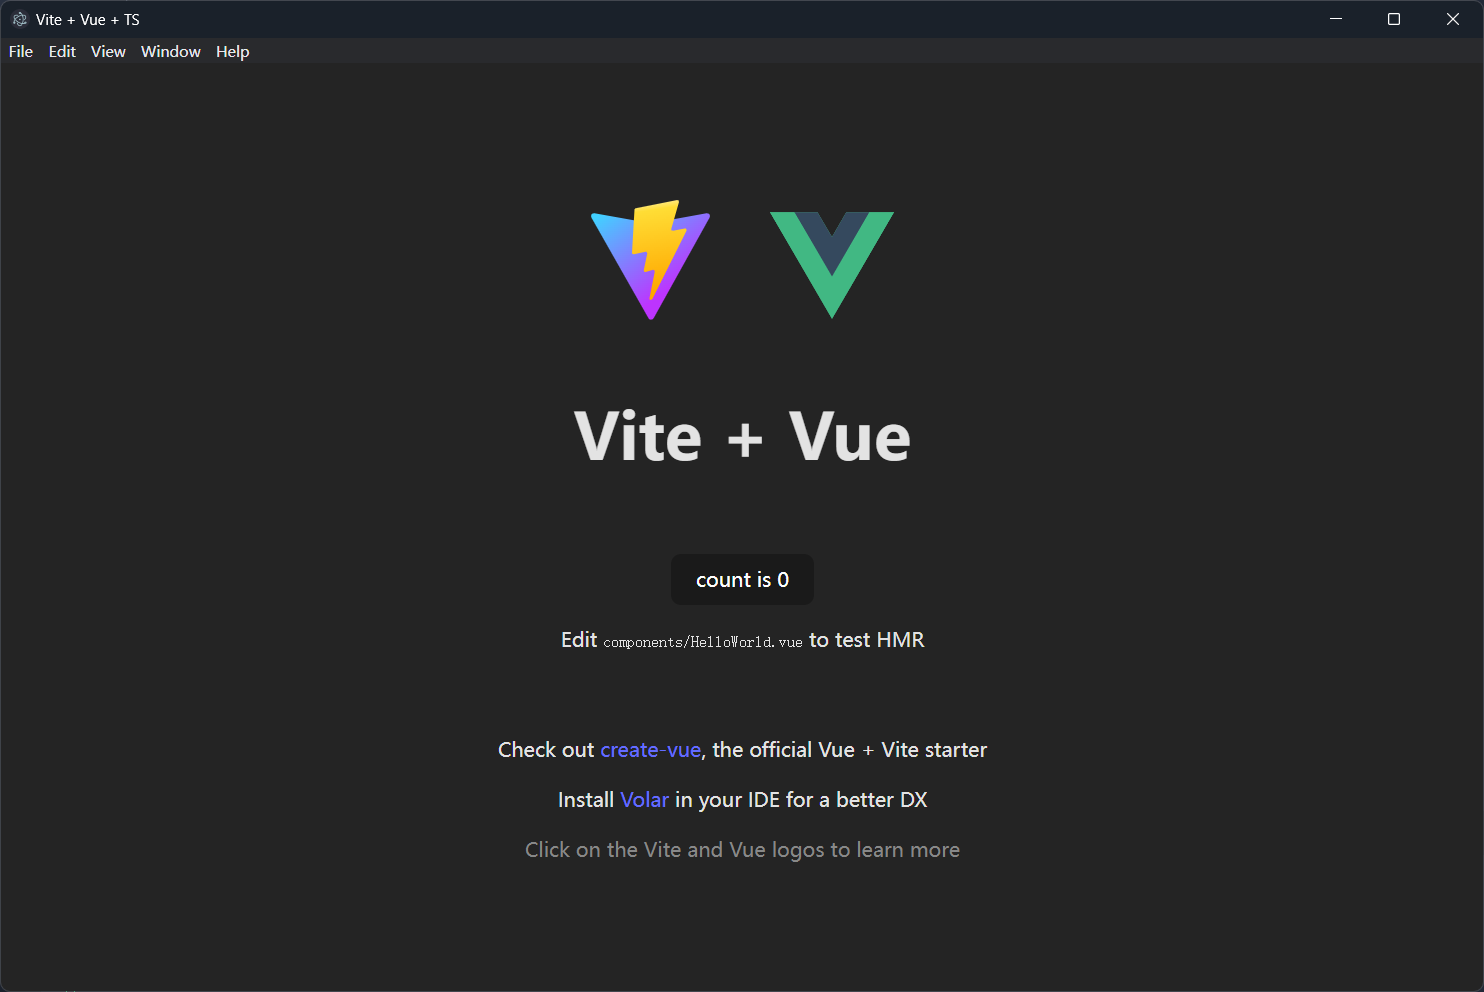 Vite + Vue + TS
File Edit View Window Help
Vite + Vue
count is 0
Edit components/HelloWorld.vue to test HMR
Check out create-vue, the official Vue + Vite starter
Install Volar in your IDE for a better DX
Click on the Vite and Vue logos to learn more